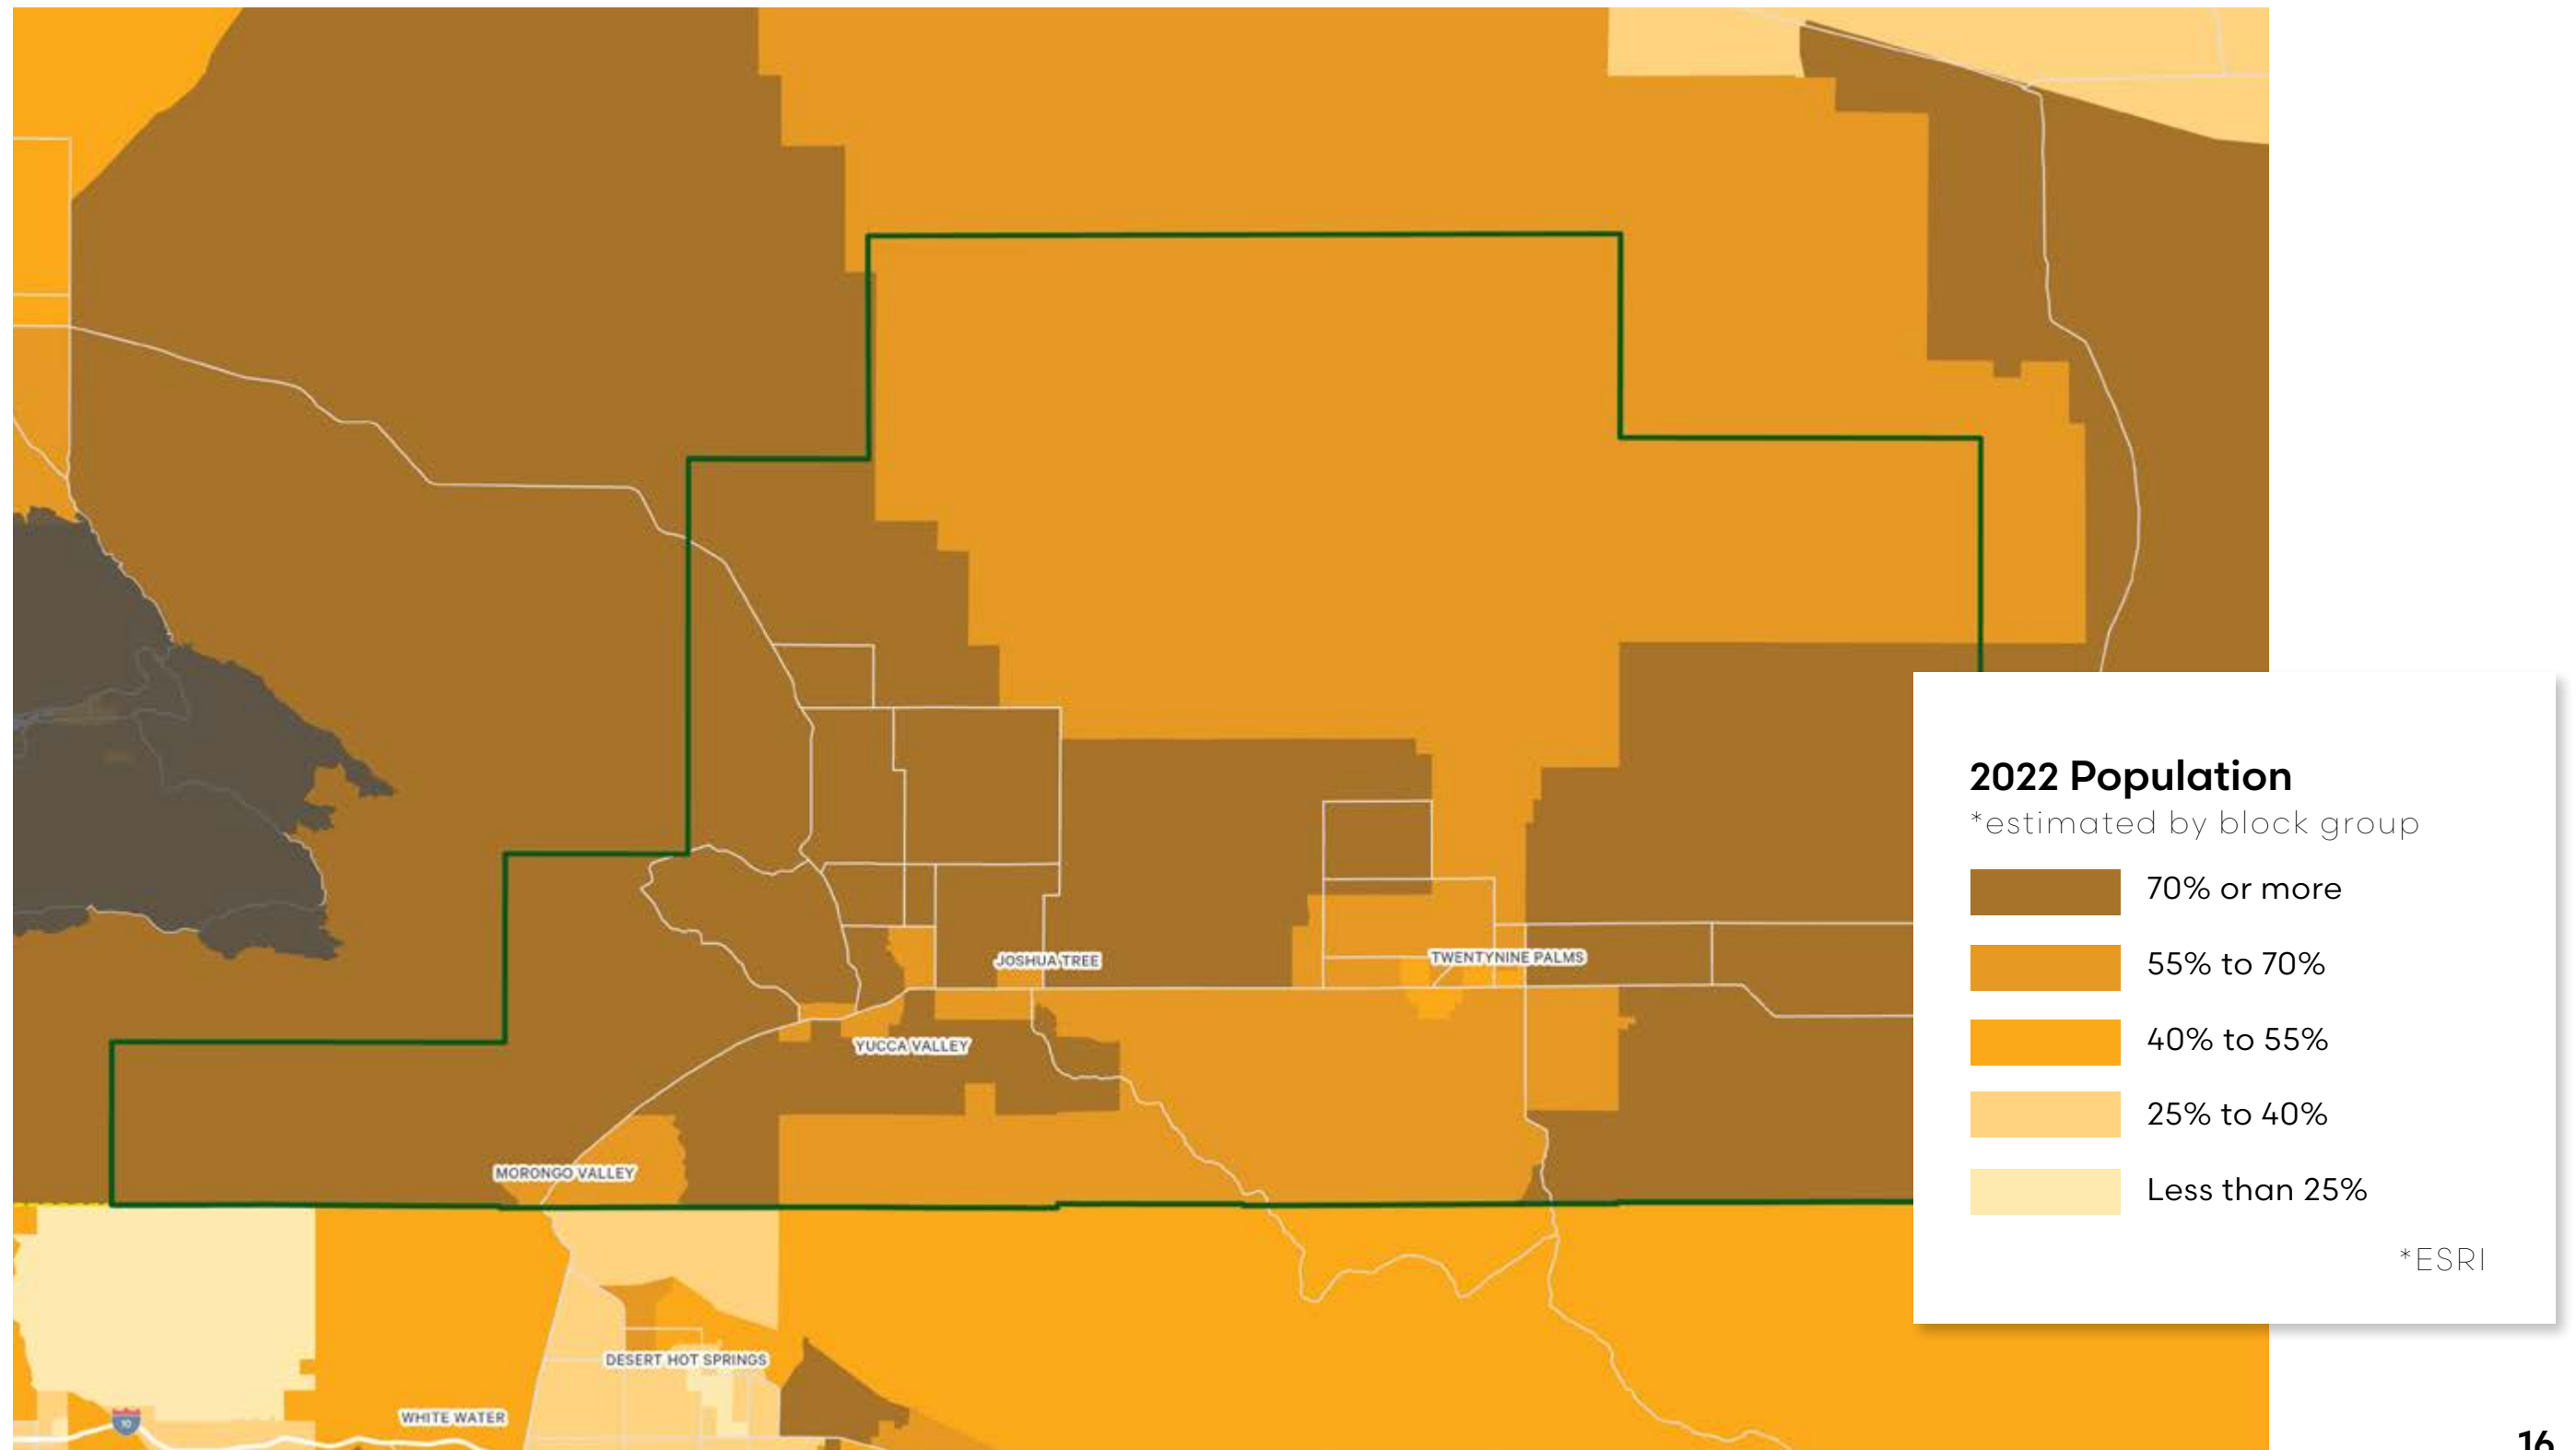 JOSHUA TREE
TWENTYNINE PALMS
YUCCA VALLEY
MORONGO VALLEY
DESERT HOT SPRINGS
WHITE WATER
10
2022 Population
*estimated by block group
70% or more
55% to 70%
40% to 55%
25% to 40%
Less than 25%
*ESRI
16